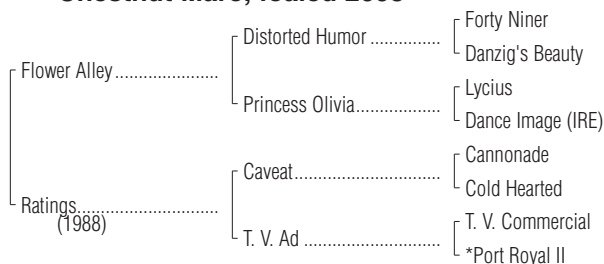 Chestnut Mare; foaled
Forty Niner
Distorted Humor ................
Danzig's Beauty
Flower Alley ........................
Lycius
Princess Olivia...................
Dance Image (IRE)
Cannonade
Caveat.................................
Cold Hearted
Ratings.................................
(1988)
T. V. Commercial
T. V. Ad ...............................
*Port Royal II